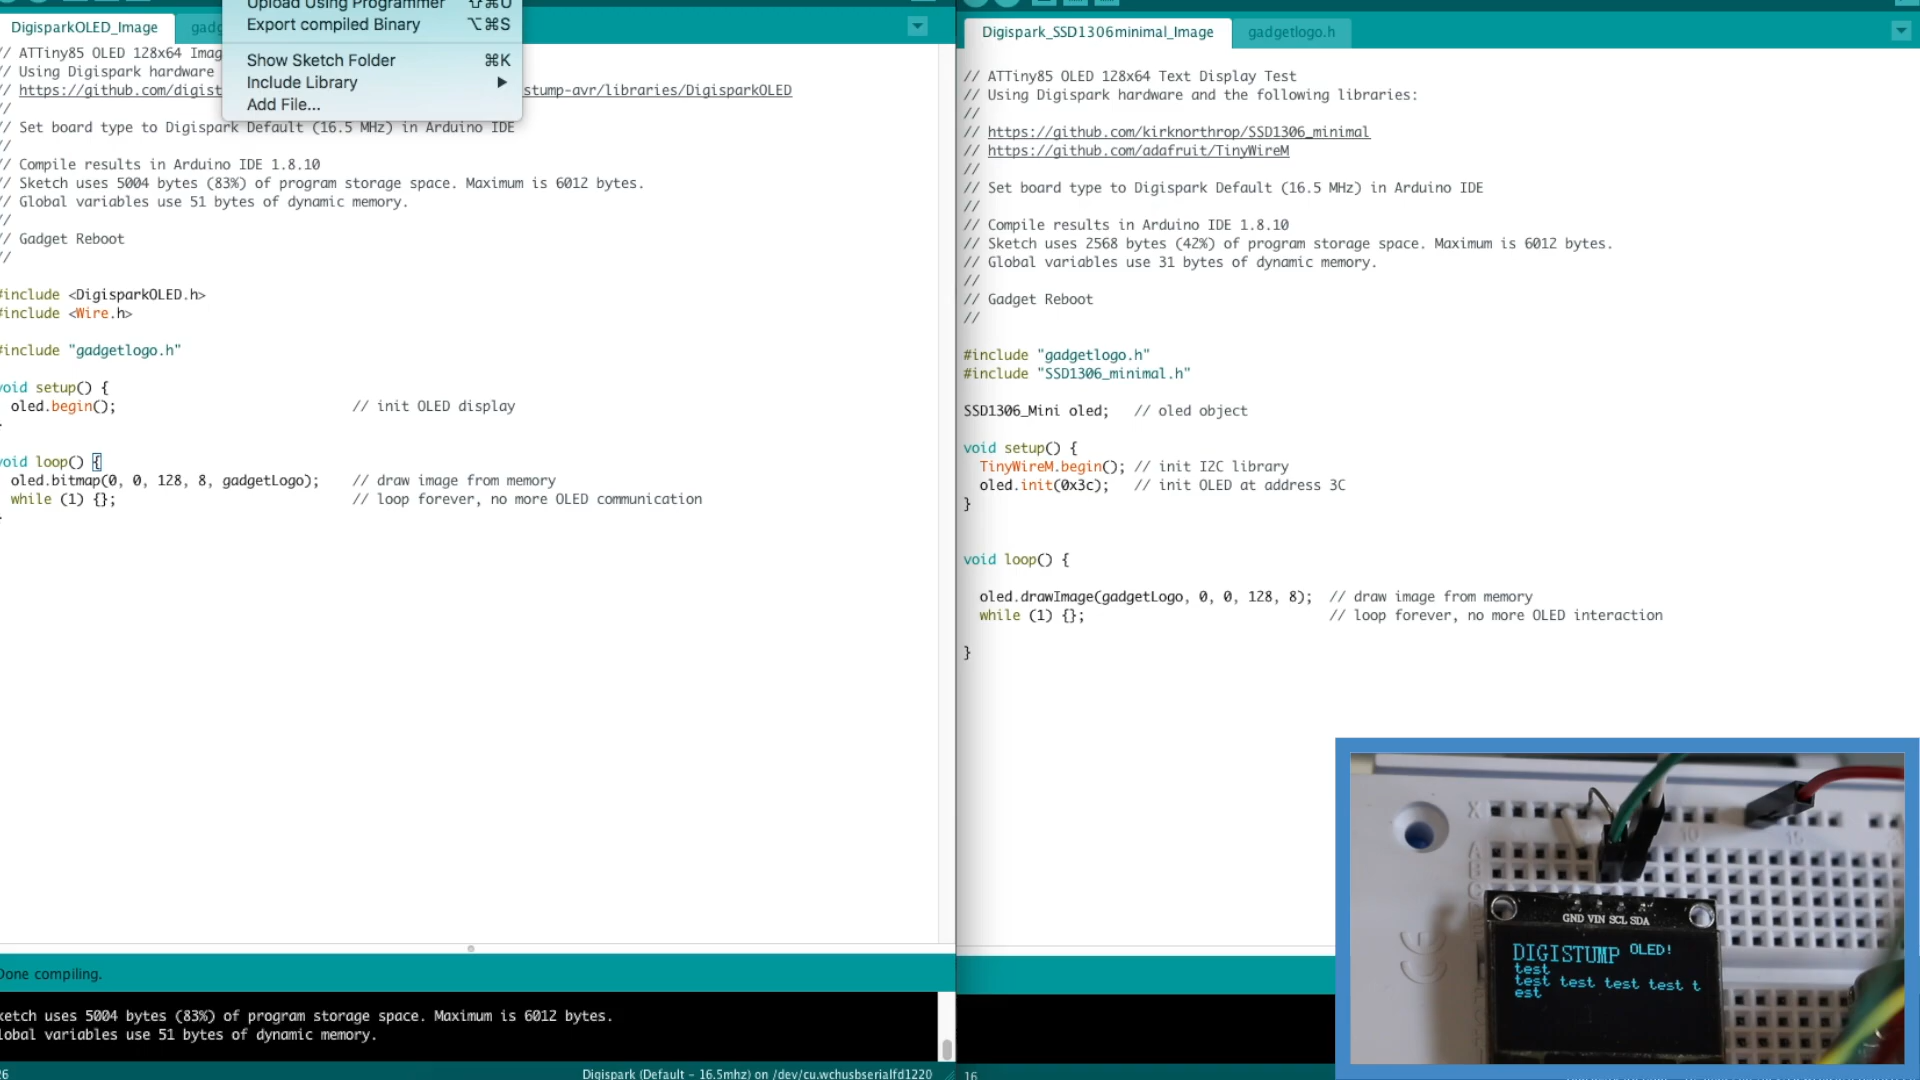 Upload Using Programmer ⇧⌘U
Export compiled Binary ⌥⌘S
Show Sketch Folder ⌘K
Include Library ▶
Add File...
DigisparkOLED_Image
gadg
// ATTiny85 OLED 128x64 Imag
// Using Digispark hardware
// https://github.com/digist stump-avr/libraries/DigisparkOLED
//
// Set board type to Digispark Default (16.5 MHz) in Arduino IDE
//
// Compile results in Arduino IDE 1.8.10
// Sketch uses 5004 bytes (83%) of program storage space. Maximum is 6012 bytes.
// Global variables use 51 bytes of dynamic memory.
//
// Gadget Reboot
//
#include <DigisparkOLED.h>
#include <Wire.h>
#include "gadgetlogo.h"
void setup() {
oled.begin(); // init OLED display
void loop() {
oled.bitmap(0, 0, 128, 8, gadgetLogo); // draw image from memory
while (1) {}; // loop forever, no more OLED communication
Done compiling.
ketch uses 5004 bytes (83%) of program storage space. Maximum is 6012 bytes.
lobal variables use 51 bytes of dynamic memory.
26 Digispark (Default - 16.5mhz) on /dev/cu.wchusbserialfd1220
Digispark_SSD1306minimal_Image gadgetlogo.h
// ATTiny85 OLED 128x64 Text Display Test
// Using Digispark hardware and the following libraries:
//
// https://github.com/kirknorthrop/SSD1306_minimal
// https://github.com/adafruit/TinyWireM
//
// Set board type to Digispark Default (16.5 MHz) in Arduino IDE
//
// Compile results in Arduino IDE 1.8.10
// Sketch uses 2568 bytes (42%) of program storage space. Maximum is 6012 bytes.
// Global variables use 31 bytes of dynamic memory.
//
// Gadget Reboot
//
#include "gadgetlogo.h"
#include "SSD1306_minimal.h"
SSD1306_Mini oled; // oled object
void setup() {
TinyWireM.begin(); // init I2C library
oled.init(0x3c); // init OLED at address 3C
}
void loop() {
oled.drawImage(gadgetLogo, 0, 0, 128, 8); // draw image from memory
while (1) {}; // loop forever, no more OLED interaction
}
16
X
10
15
A
B
C
GND VIN SCL SDA
DIGISTUMP OLED!
test
test test test test t
est